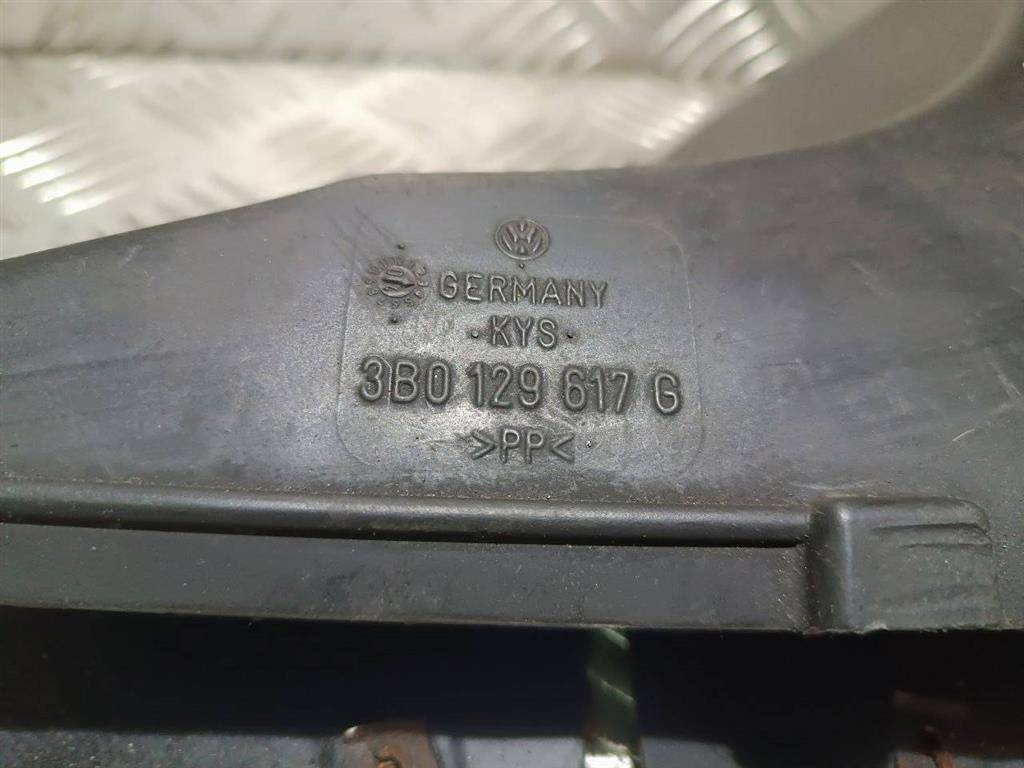 GERMANY
·KYS·
3B0 129 617 G
>PP<